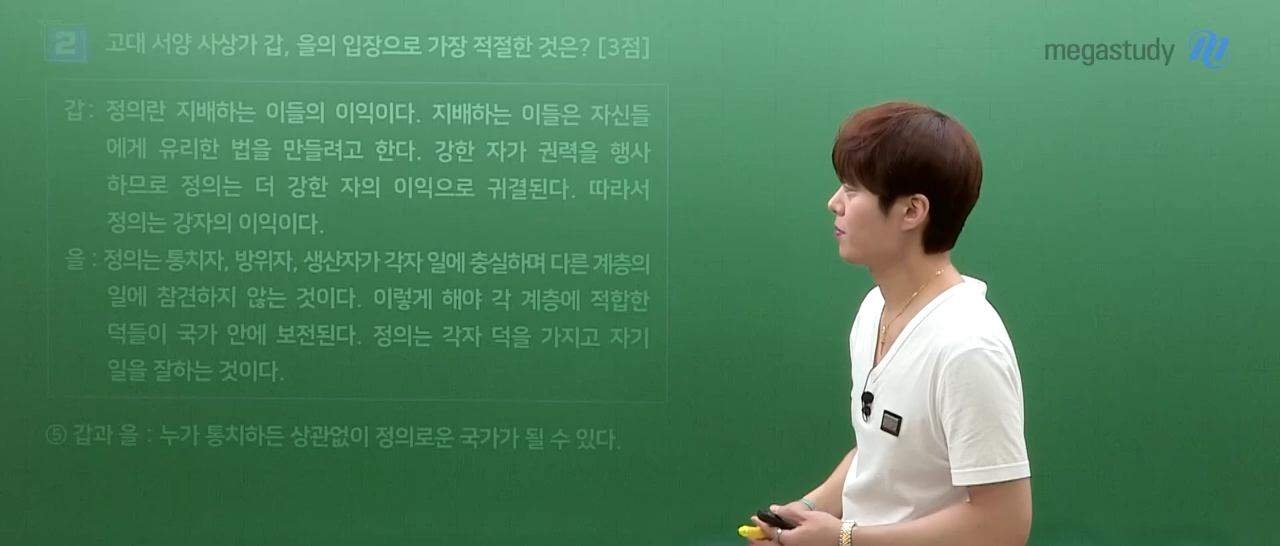 2 고대 서양 사상가 갑, 을의 입장으로 가장 적절한 것은? [3점]
megastudy
갑 : 정의란 지배하는 이들의 이익이다. 지배하는 이들은 자신들
에게 유리한 법을 만들려고 한다. 강한 자가 권력을 행사
하므로 정의는 더 강한 자의 이익으로 귀결된다. 따라서
정의는 강자의 이익이다.
을 : 정의는 통치자, 방위자, 생산자가 각자 일에 충실하며 다른 계층의
일에 참견하지 않는 것이다. 이렇게 해야 각 계층에 적합한
덕들이 국가 안에 보전된다. 정의는 각자 덕을 가지고 자기
일을 잘하는 것이다.
⑤ 갑과 을 : 누가 통치하든 상관없이 정의로운 국가가 될 수 있다.